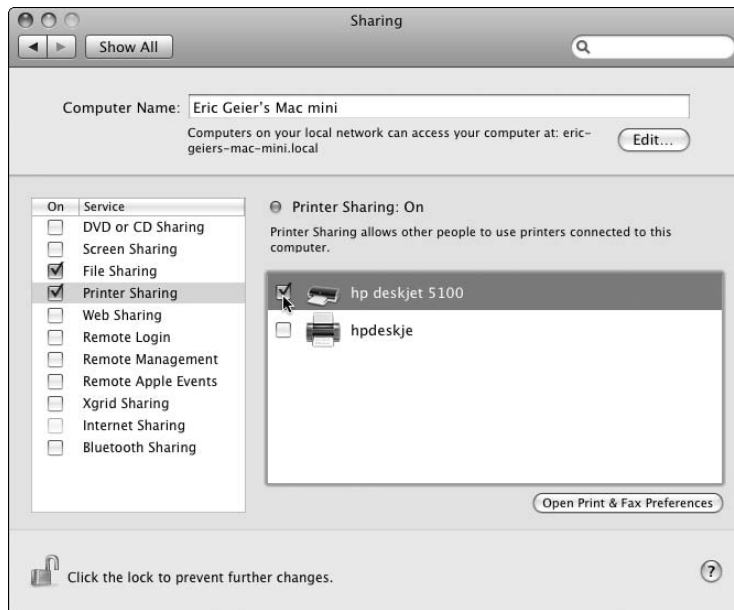 Sharing
Show All
Computer Name: Eric Geier's Mac mini
Computers on your local network can access your computer at: eric-
geiers-mac-mini.local
Edit...
On Service
DVD or CD Sharing
Screen Sharing
File Sharing
Printer Sharing
Web Sharing
Remote Login
Remote Management
Remote Apple Events
Xgrid Sharing
Internet Sharing
Bluetooth Sharing
Printer Sharing: On
Printer Sharing allows other people to use printers connected to this
computer.
hp deskjet 5100
hpdeskje
Open Print & Fax Preferences
Click the lock to prevent further changes.
?